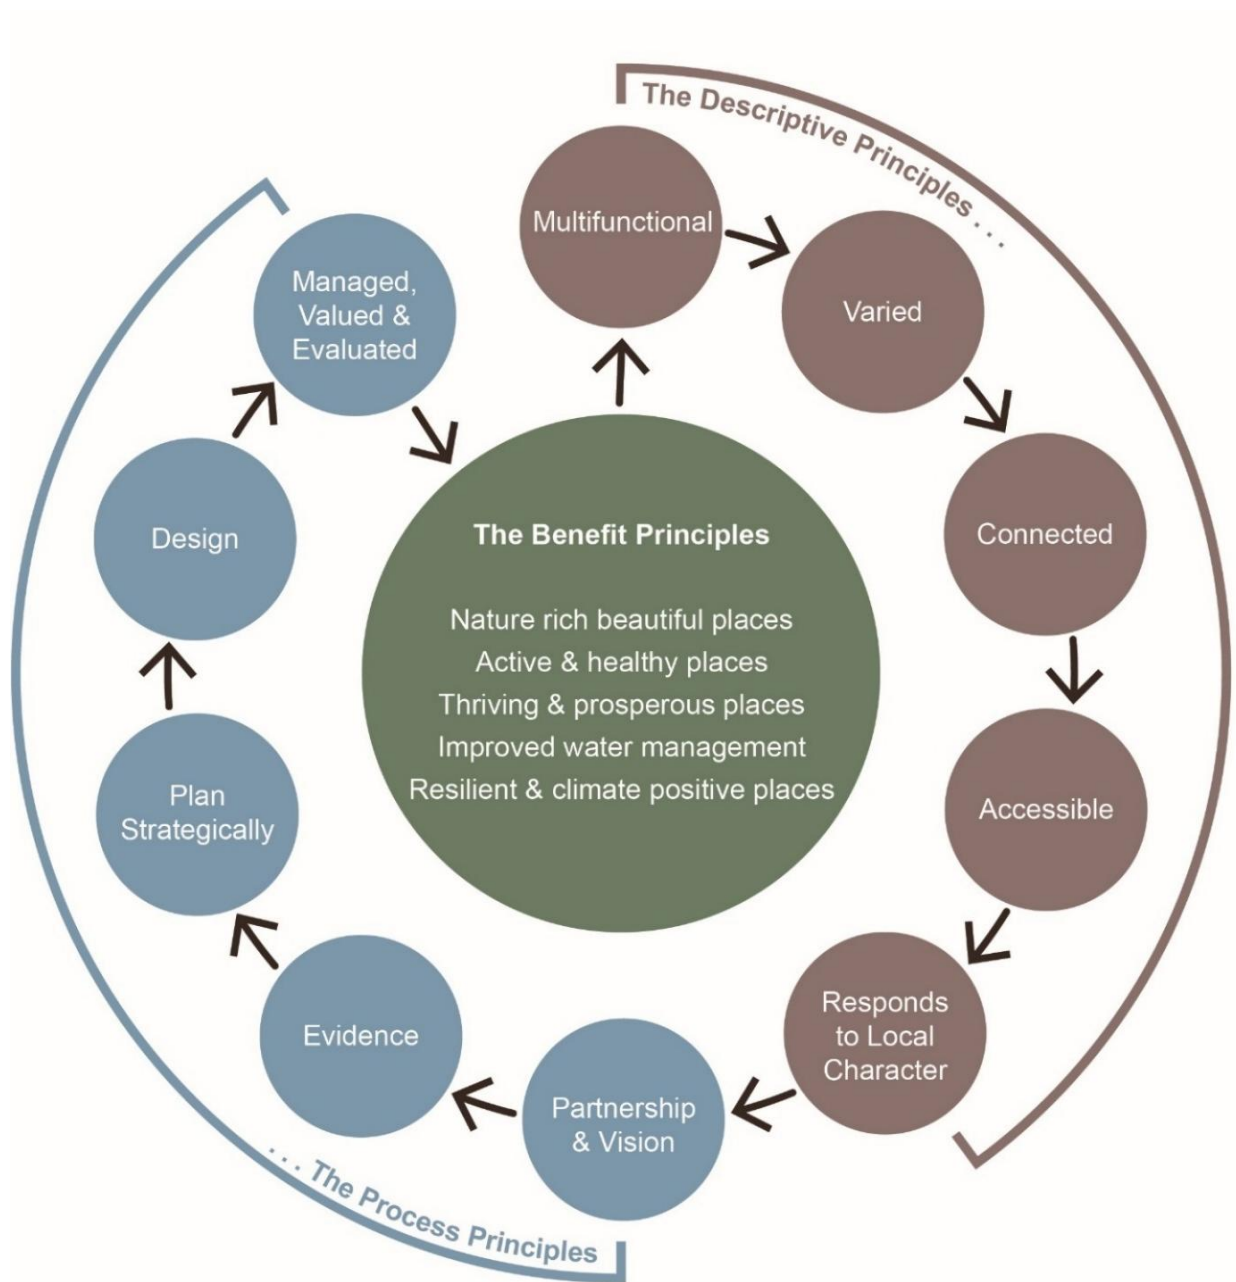 The Descriptive Principles . . .
Multifunctional
Varied
Connected
Accessible
Responds
to Local
Character
Partnership
& Vision
Evidence
Plan
Strategically
Design
Managed,
Valued &
Evaluated
. . . The Process Principles
The Benefit Principles
Nature rich beautiful places
Active & healthy places
Thriving & prosperous places
Improved water management
Resilient & climate positive places